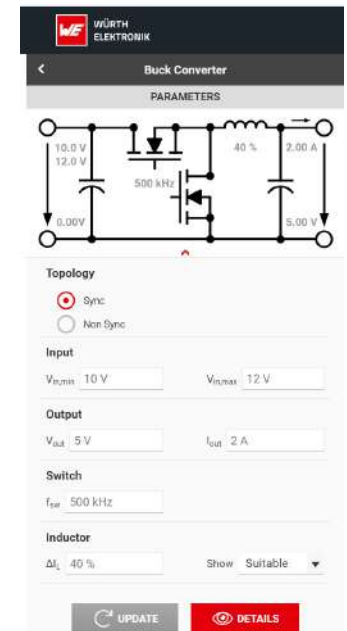 WÜRTH
WE ELEKTRONIK
Buck Converter
PARAMETERS
10.0 V 40 % 2.00 A
12.0 V
500 kHz
0.00V 5.00 V
Topology
Sync
Non Sync
Input
Vin,min 10 V Vin,max 12 V
Output
Vout 5 V Iout 2 A
Switch
fsw 500 kHz
Inductor
ΔIL 40 % Show Suitable
UPDATE DETAILS